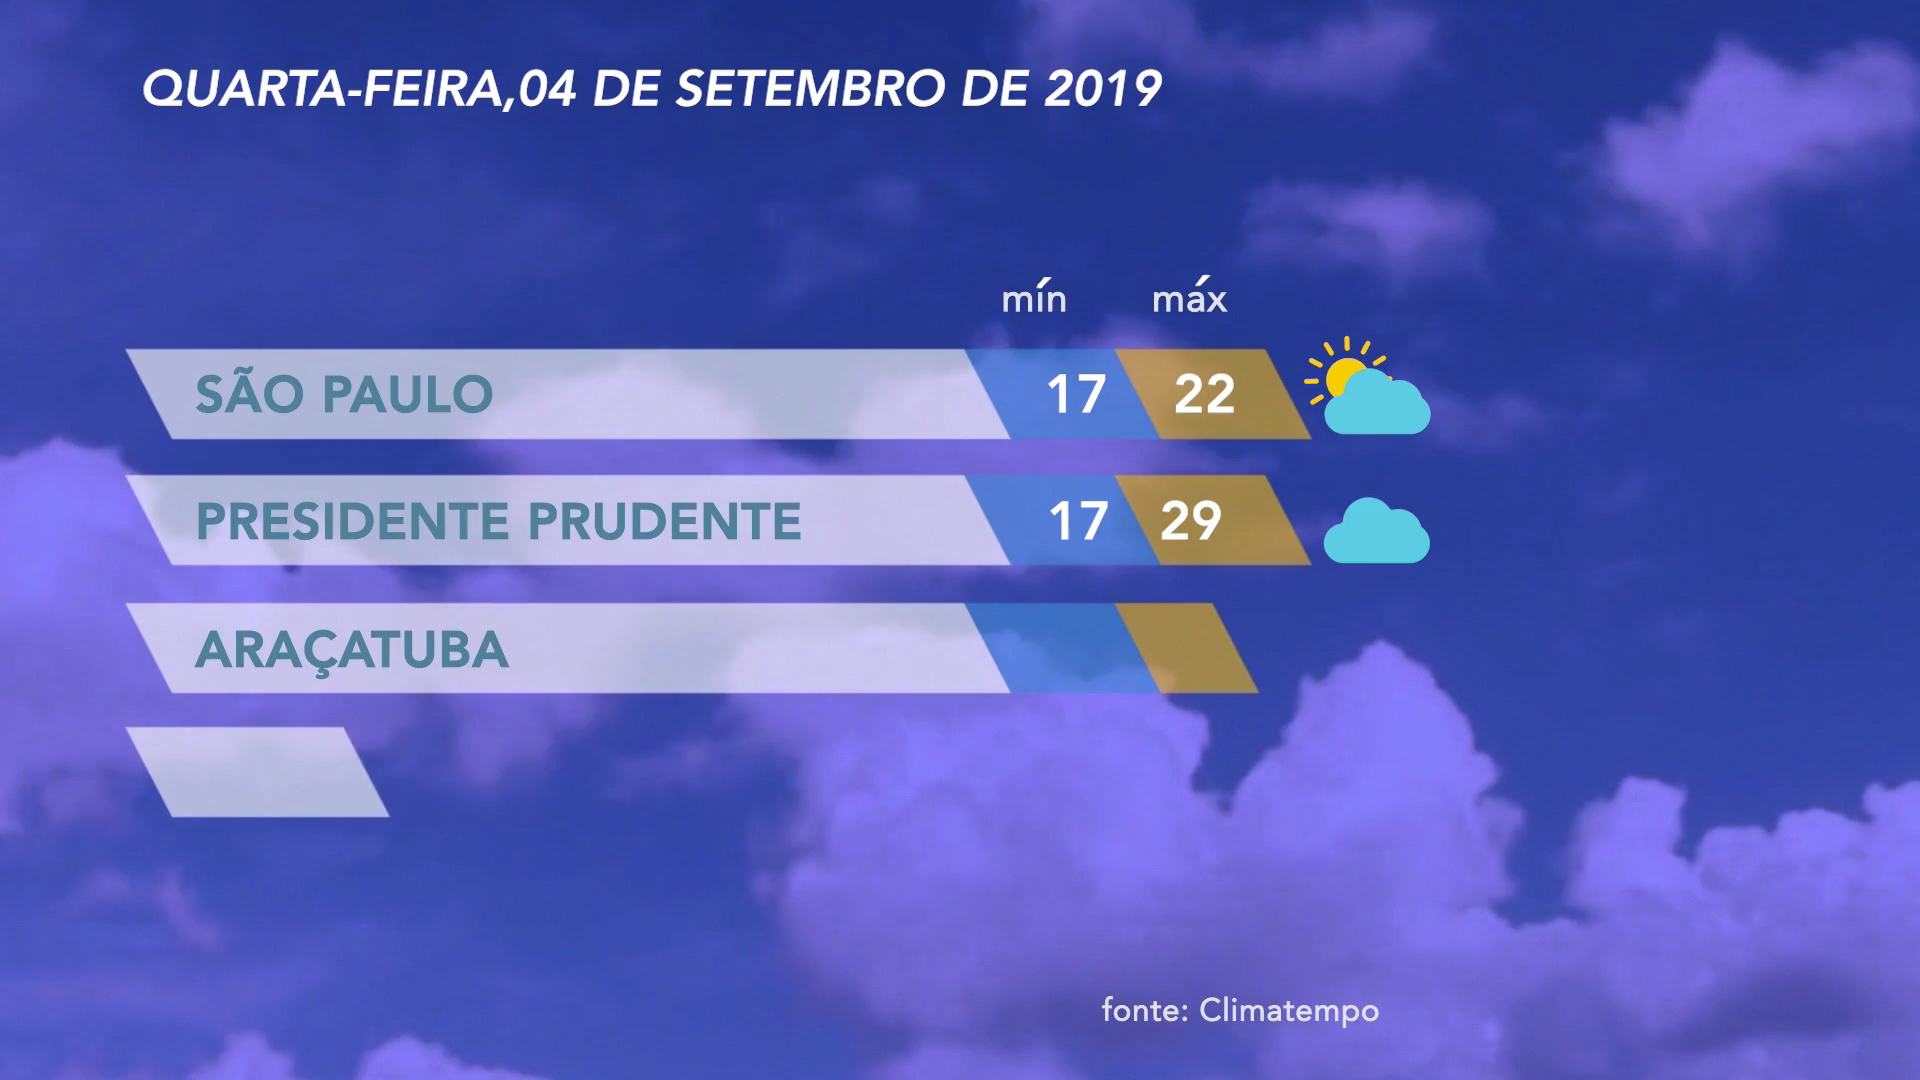 QUARTA-FEIRA,04 DE SETEMBRO DE 2019
mín máx
SÃO PAULO 17 22
PRESIDENTE PRUDENTE 17 29
ARAÇATUBA
fonte: Climatempo